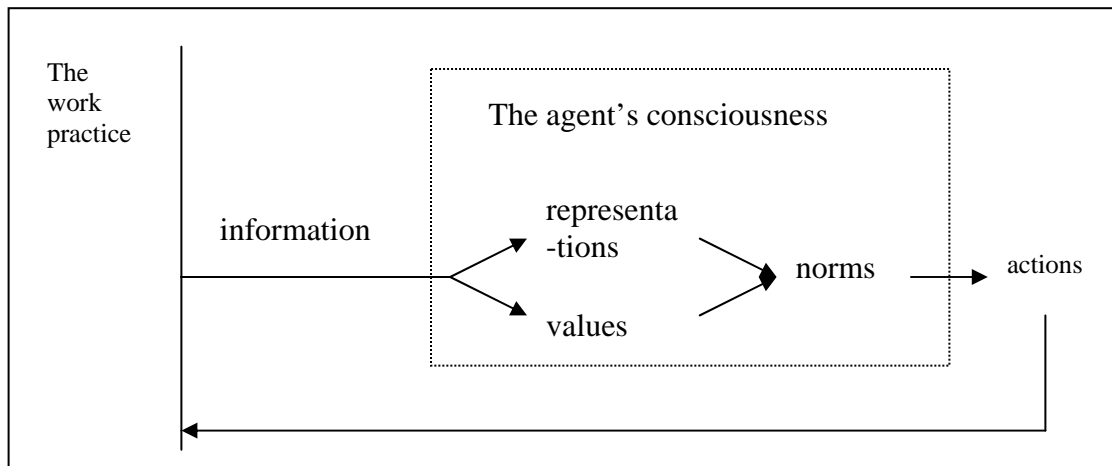 The
work
practice
The agent’s consciousness
information
representa
-tions
values
norms
actions